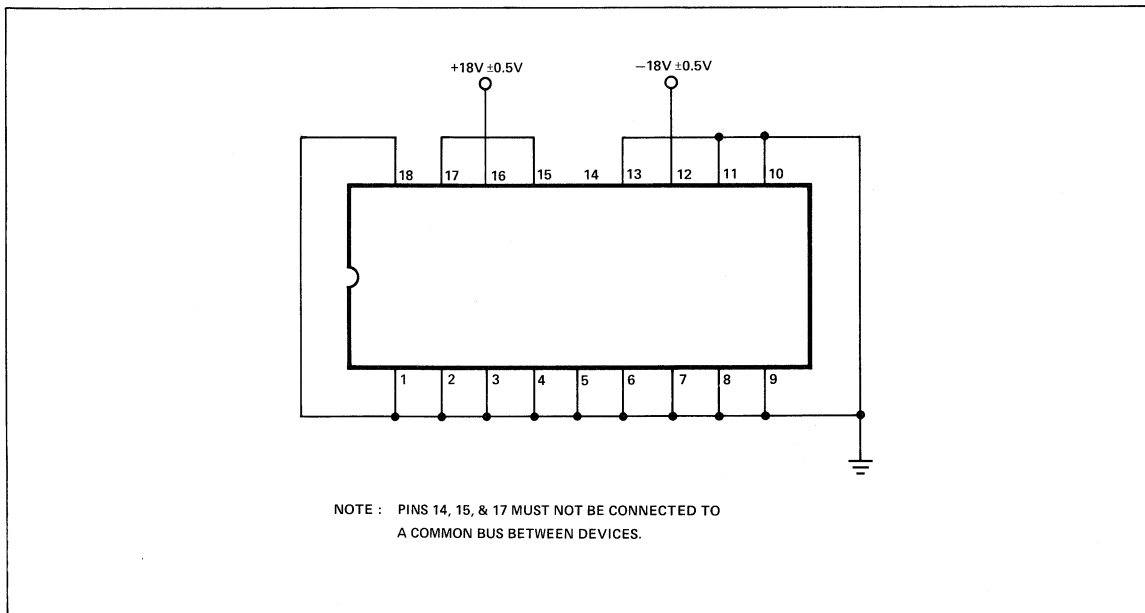 +18V ±0.5V
−18V ±0.5V
18 17 16 15 14 13 12 11 10
1 2 3 4 5 6 7 8 9
NOTE : PINS 14, 15, & 17 MUST NOT BE CONNECTED TO
A COMMON BUS BETWEEN DEVICES.